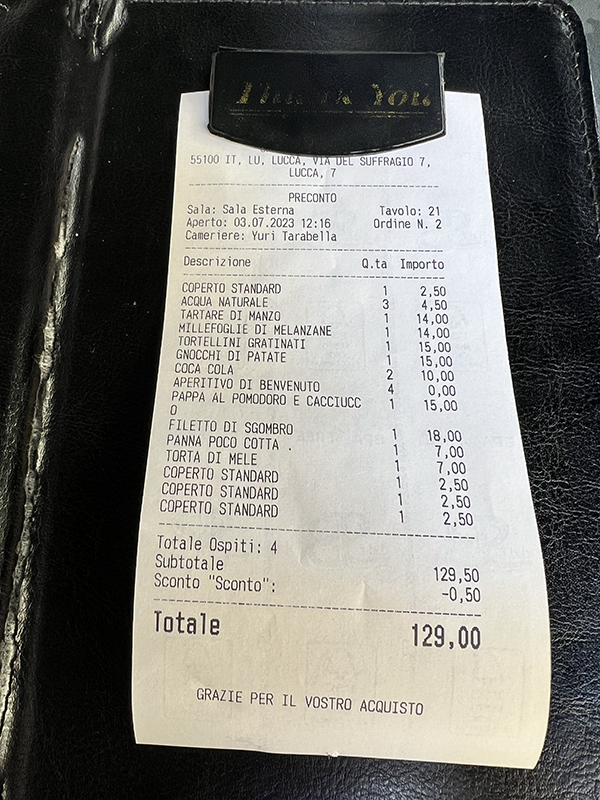 Thank You
55100 IT, LU, LUCCA, VIA DEL SUFFRAGIO 7,
LUCCA, 7
PRECONTO
Sala: Sala Esterna Tavolo: 21
Aperto: 03.07.2023 12:16 Ordine N. 2
Cameriere: Yuri Tarabella
Descrizione Q.ta Importo
COPERTO STANDARD 1 2,50
ACQUA NATURALE 3 4,50
TARTARE DI MANZO 1 14,00
MILLEFOGLIE DI MELANZANE 1 14,00
TORTELLINI GRATINATI 1 15,00
GNOCCHI DI PATATE 1 15,00
COCA COLA 2 10,00
APERITIVO DI BENVENUTO 4 0,00
PAPPA AL POMODORO E CACCIUCC 1 15,00
O
FILETTO DI SGOMBRO 1 18,00
PANNA POCO COTTA . 1 7,00
TORTA DI MELE 1 7,00
COPERTO STANDARD 1 2,50
COPERTO STANDARD 1 2,50
COPERTO STANDARD 1 2,50
Totale Ospiti: 4
Subtotale 129,50
Sconto "Sconto": -0,50
Totale 129,00
GRAZIE PER IL VOSTRO ACQUISTO